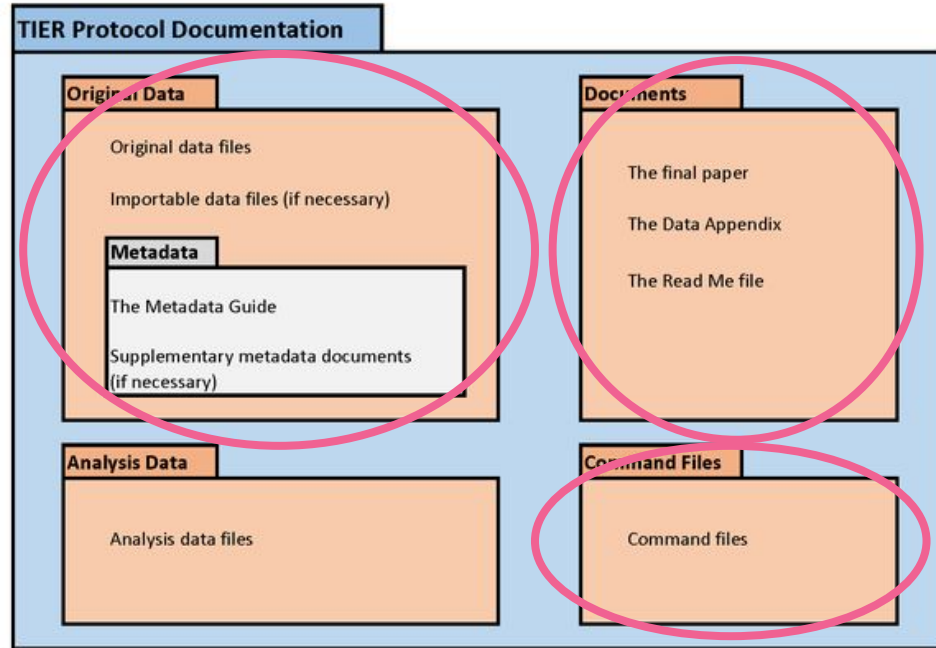 TIER Protocol Documentation
Original Data
Original data files
Importable data files (if necessary)
Metadata
The Metadata Guide
Supplementary metadata documents
(if necessary)
Documents
The final paper
The Data Appendix
The Read Me file
Analysis Data
Analysis data files
Command Files
Command files